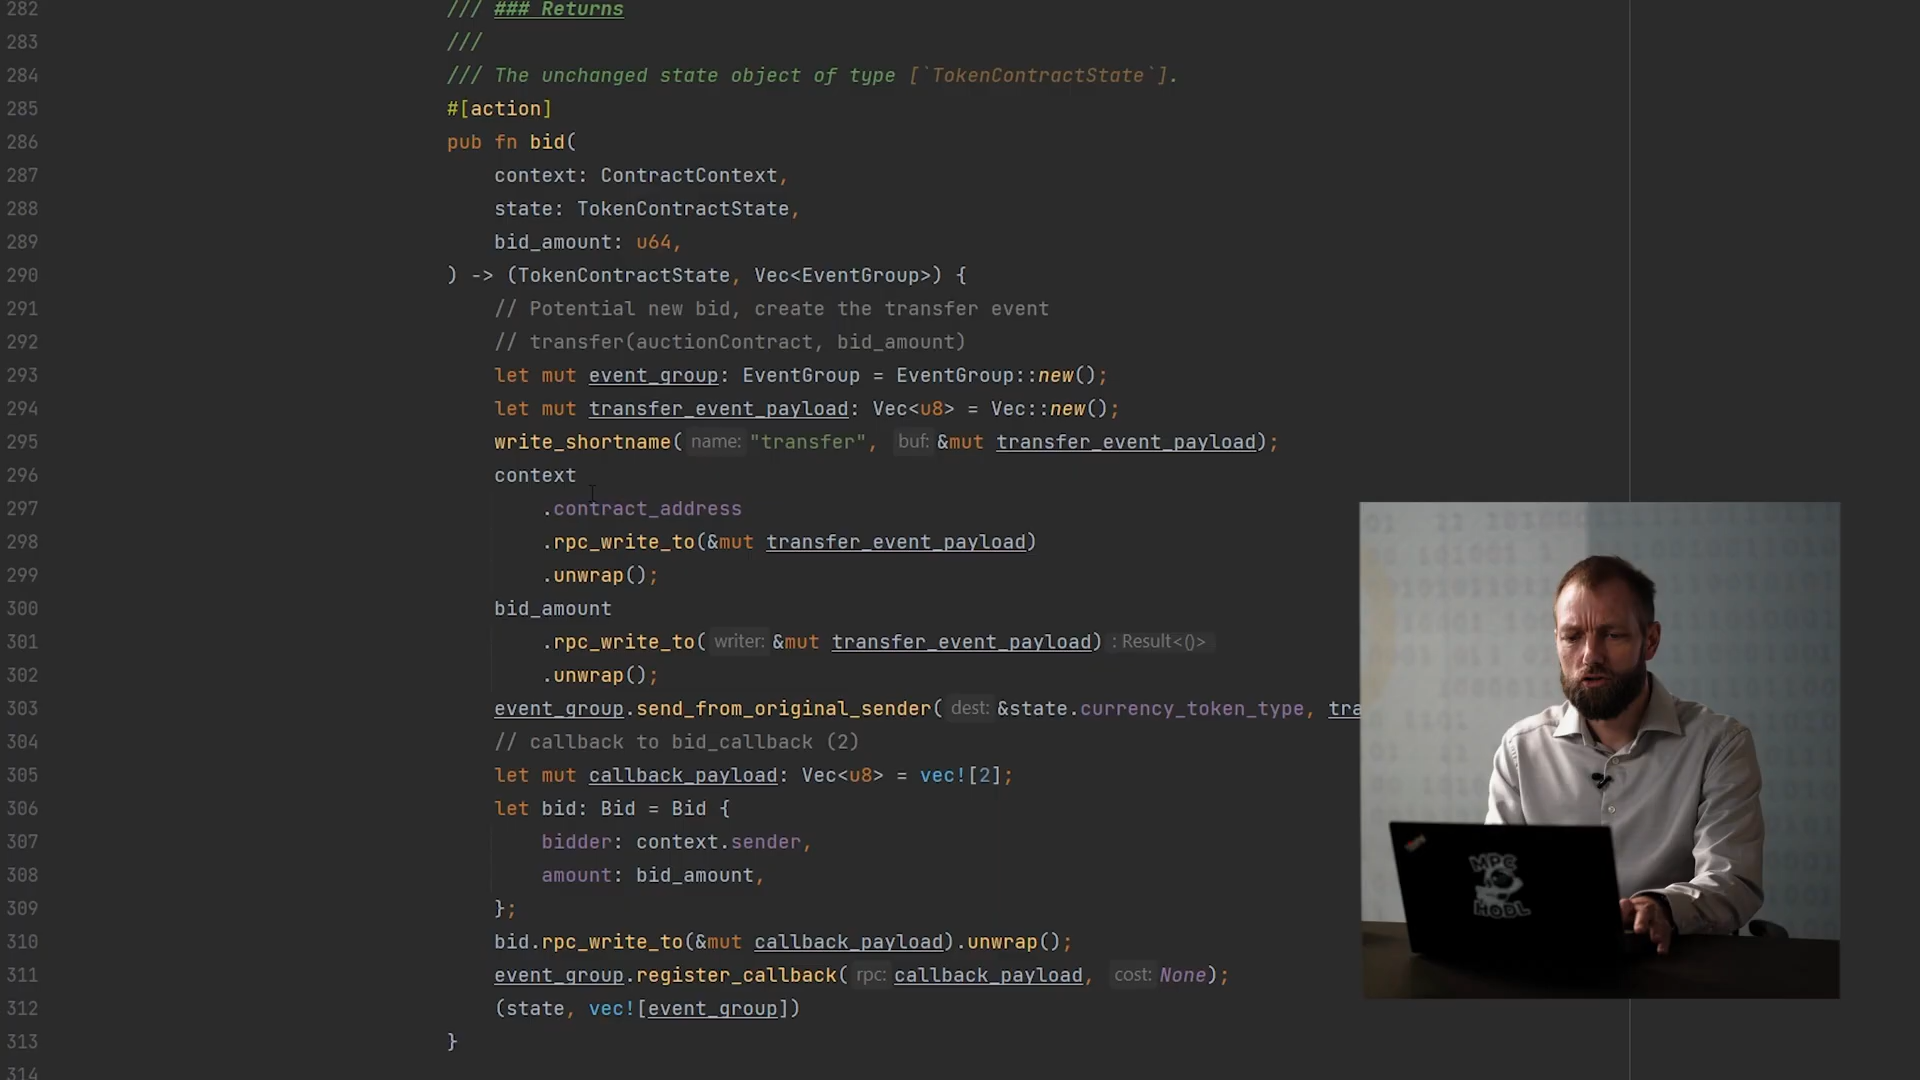 282 /// ### Returns
283 ///
284 /// The unchanged state object of type [`TokenContractState`].
285 #[action]
286 pub fn bid(
287 context: ContractContext,
288 state: TokenContractState,
289 bid_amount: u64,
290 ) -> (TokenContractState, Vec<EventGroup>) {
291 // Potential new bid, create the transfer event
292 // transfer(auctionContract, bid_amount)
293 let mut event_group: EventGroup = EventGroup::new();
294 let mut transfer_event_payload: Vec<u8> = Vec::new();
295 write_shortname( name: "transfer", buf: &mut transfer_event_payload);
296 context
297 .contract_address
298 .rpc_write_to(&mut transfer_event_payload)
299 .unwrap();
300 bid_amount
301 .rpc_write_to( writer: &mut transfer_event_payload) : Result<()>
302 .unwrap();
303 event_group.send_from_original_sender( dest: &state.currency_token_type, tra
304 // callback to bid_callback (2)
305 let mut callback_payload: Vec<u8> = vec![2];
306 let bid: Bid = Bid {
307 bidder: context.sender,
308 amount: bid_amount,
309 };
310 bid.rpc_write_to(&mut callback_payload).unwrap();
311 event_group.register_callback( rpc: callback_payload, cost: None);
312 (state, vec![event_group])
313 }
314
MPC
HODL